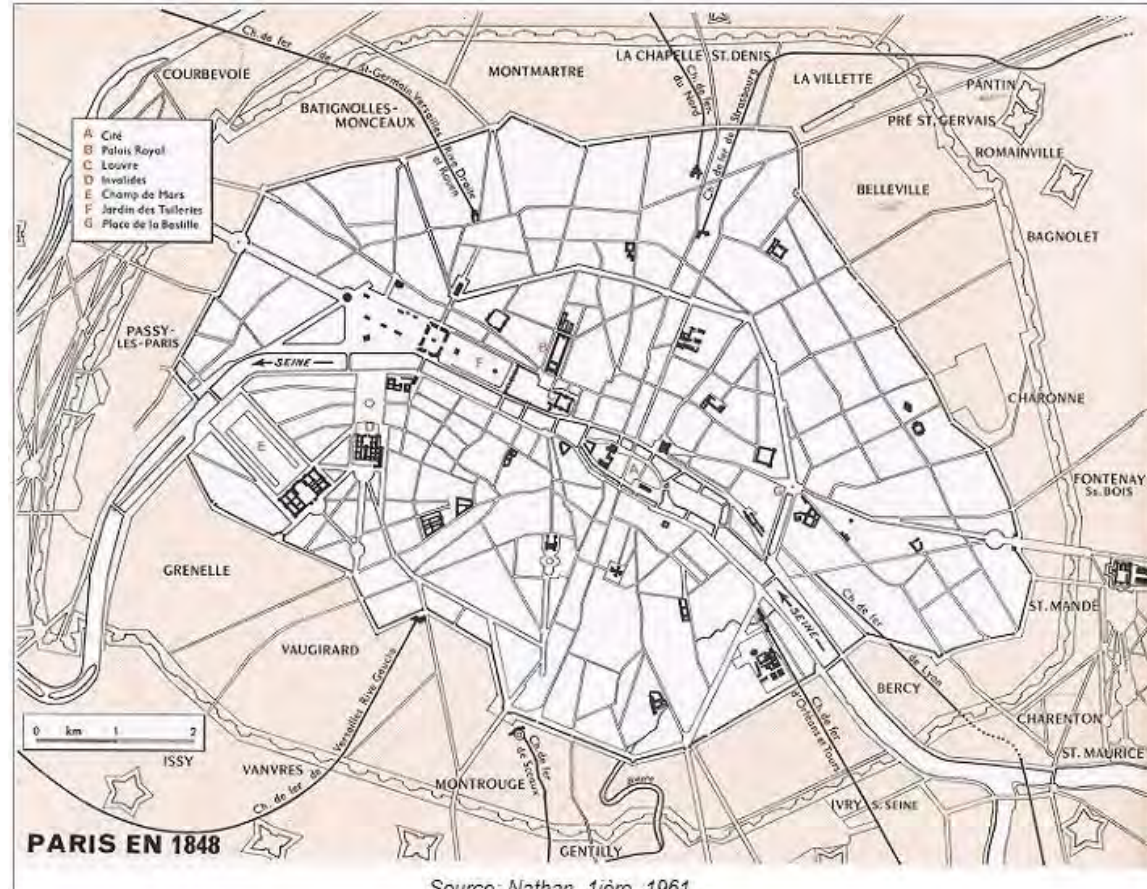 COURBEVOIE
Ch. de fer de St-Germain Versailles Rive Droite
et Rouen
BATIGNOLLES-
MONCEAUX
MONTMARTRE
LA CHAPELLE ST. DENIS
Ch. de fer
du Nord
Ch. de fer de Strasbourg
LA VILLETTE
PANTIN
PRÉ ST. GERVAIS
ROMAINVILLE
BELLEVILLE
BAGNOLET
A Cité
B Palais Royal
C Louvre
D Invalides
E Champ de Mars
F Jardin des Tuileries
G Place de la Bastille
PASSY-
LES-PARIS
SEINE
B
F
E
D
A
G
CHARONNE
FONTENAY
Ss. BOIS
GRENELLE
ST. MANDÉ
VAUGIRARD
SEINE
Ch. de fer
de Lyon
BERCY
CHARENTON
ST. MAURICE
0 km 1 2
ISSY
VANVRES
Ch. de fer de Versailles Rive Gauche
MONTROUGE
Ch. de fer
de Sceaux
Bièvre
GENTILLY
Ch. de fer
d'Orléans et Tours
IVRY S. SEINE
PARIS EN 1848
Source: Nathan, 1ière, 1961